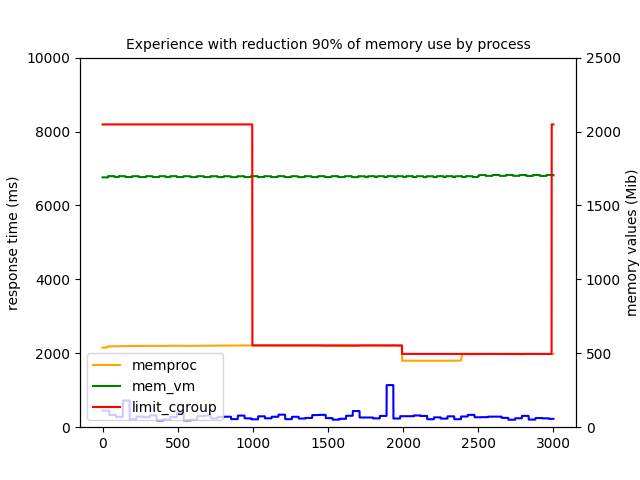 Experience with reduction 90% of memory use by process
10000
8000
6000
4000
2000
0
response time (ms)
2500
2000
1500
1000
500
0
memory values (Mib)
memproc
mem_vm
limit_cgroup
0 500 1000 1500 2000 2500 3000